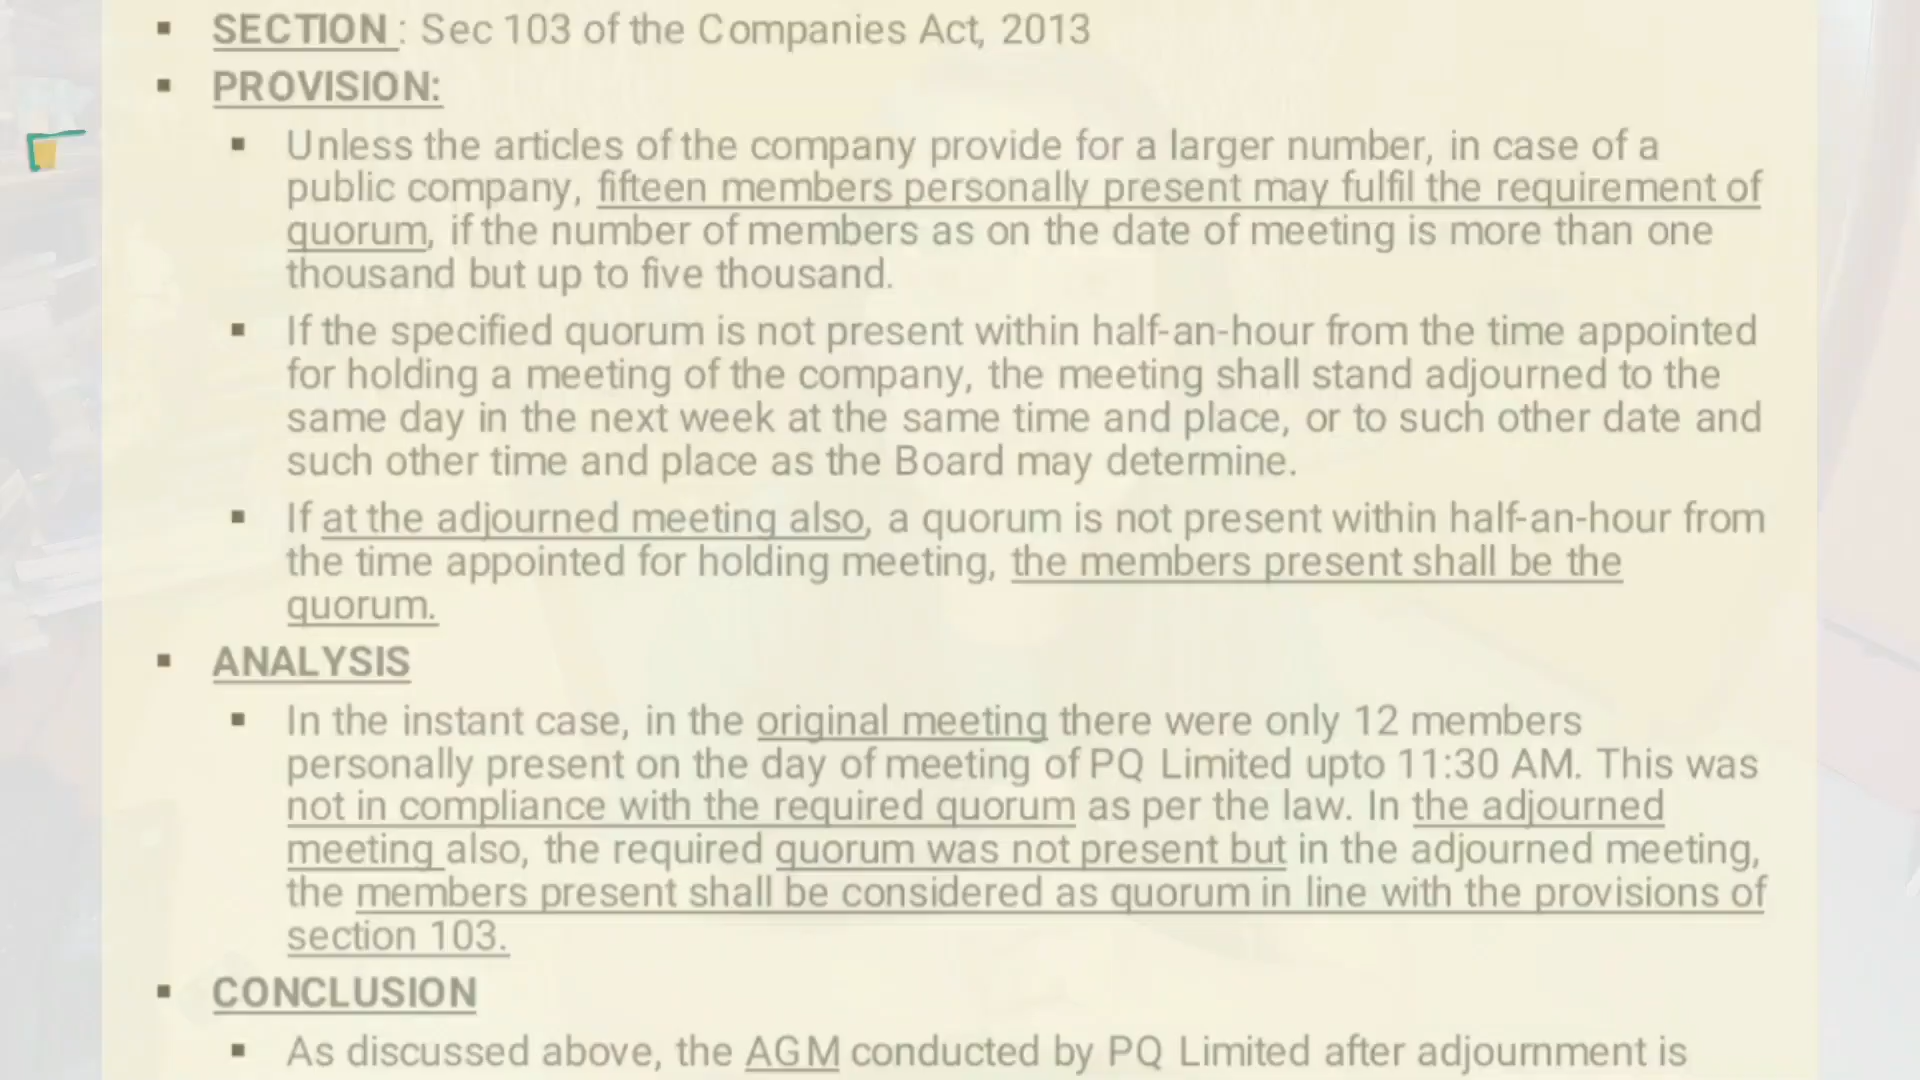 ▪ SECTION : Sec 103 of the Companies Act, 2013
▪ PROVISION:
▪ Unless the articles of the company provide for a larger number, in case of a
public company, fifteen members personally present may fulfil the requirement of
quorum, if the number of members as on the date of meeting is more than one
thousand but up to five thousand.
▪ If the specified quorum is not present within half-an-hour from the time appointed
for holding a meeting of the company, the meeting shall stand adjourned to the
same day in the next week at the same time and place, or to such other date and
such other time and place as the Board may determine.
▪ If at the adjourned meeting also, a quorum is not present within half-an-hour from
the time appointed for holding meeting, the members present shall be the
quorum.
▪ ANALYSIS
▪ In the instant case, in the original meeting there were only 12 members
personally present on the day of meeting of PQ Limited upto 11:30 AM. This was
not in compliance with the required quorum as per the law. In the adjourned
meeting also, the required quorum was not present but in the adjourned meeting,
the members present shall be considered as quorum in line with the provisions of
section 103.
▪ CONCLUSION
▪ As discussed above, the AGM conducted by PQ Limited after adjournment is